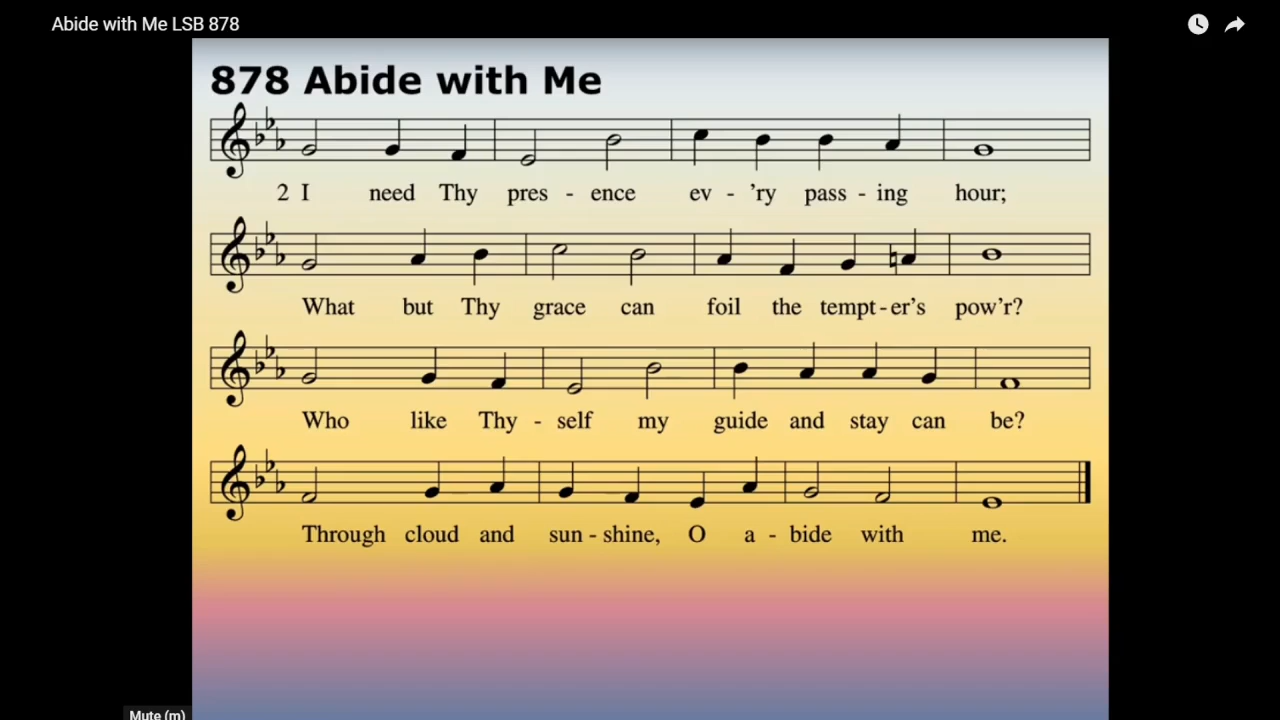 Abide with Me LSB 878
878 Abide with Me
2 I need Thy pres - ence ev - ’ry pass - ing hour;
What but Thy grace can foil the tempt - er’s pow’r?
Who like Thy - self my guide and stay can be?
Through cloud and sun - shine, O a - bide with me.
Mute (m)